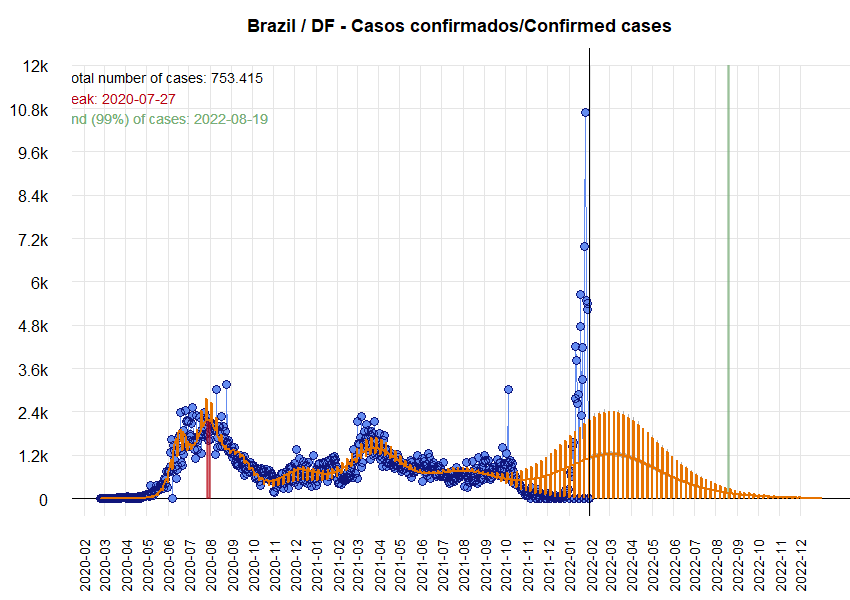 Brazil / DF - Casos confirmados/Confirmed cases
otal number of cases: 753.415
eak: 2020-07-27
nd (99%) of cases: 2022-08-19
12k
10.8k
9.6k
8.4k
7.2k
6k
4.8k
3.6k
2.4k
1.2k
0
2020-02
2020-03
2020-04
2020-05
2020-06
2020-07
2020-08
2020-09
2020-10
2020-11
2020-12
2021-01
2021-02
2021-03
2021-04
2021-05
2021-06
2021-07
2021-08
2021-09
2021-10
2021-11
2021-12
2022-01
2022-02
2022-03
2022-04
2022-05
2022-06
2022-07
2022-08
2022-09
2022-10
2022-11
2022-12